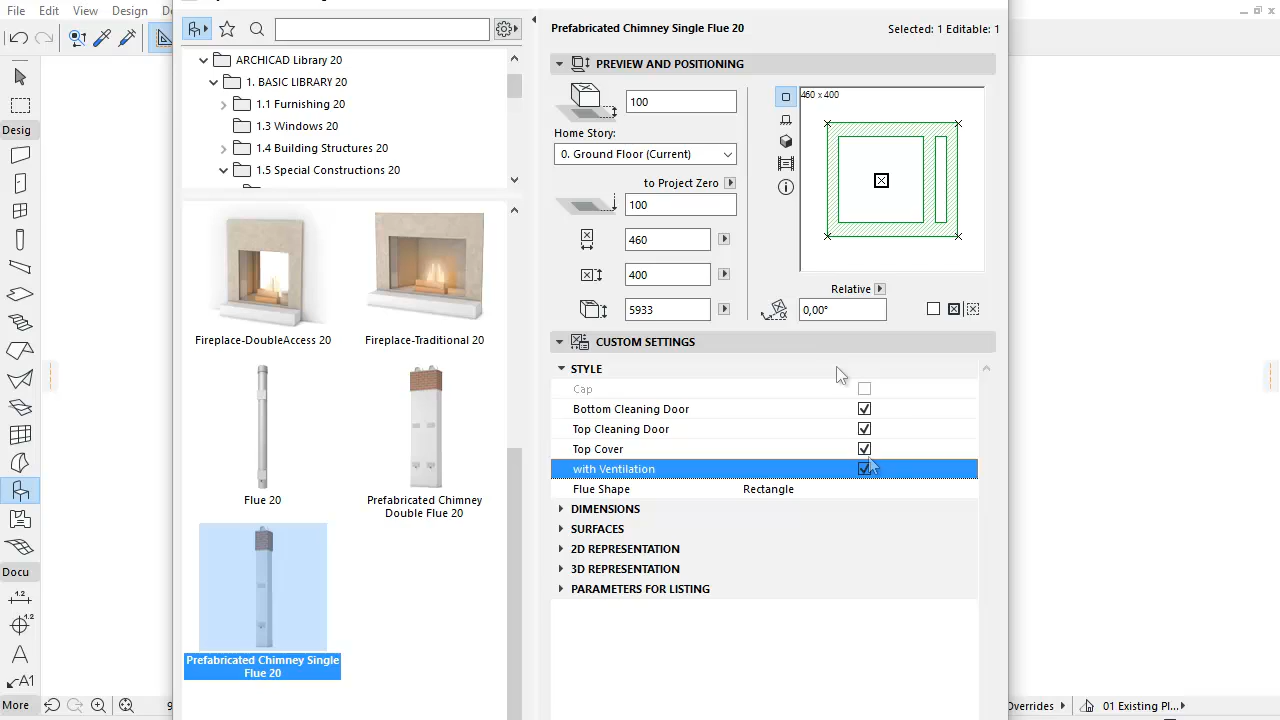 File
Edit
View
Design
Desig
Docu
More
ARCHICAD Library 20
1. BASIC LIBRARY 20
1.1 Furnishing 20
1.3 Windows 20
1.4 Building Structures 20
1.5 Special Constructions 20
Fireplace-DoubleAccess 20
Fireplace-Traditional 20
Flue 20
Prefabricated Chimney
Double Flue 20
Prefabricated Chimney Single
Flue 20
Prefabricated Chimney Single Flue 20
Selected: 1 Editable: 1
PREVIEW AND POSITIONING
100
Home Story:
0. Ground Floor (Current)
to Project Zero
100
460
400
5933
460 x 400
Relative
0,00°
CUSTOM SETTINGS
STYLE
Cap
Bottom Cleaning Door
Top Cleaning Door
Top Cover
with Ventilation
Flue Shape
Rectangle
DIMENSIONS
SURFACES
2D REPRESENTATION
3D REPRESENTATION
PARAMETERS FOR LISTING
1.2
1.2
A
A1
Overrides
01 Existing Pl...